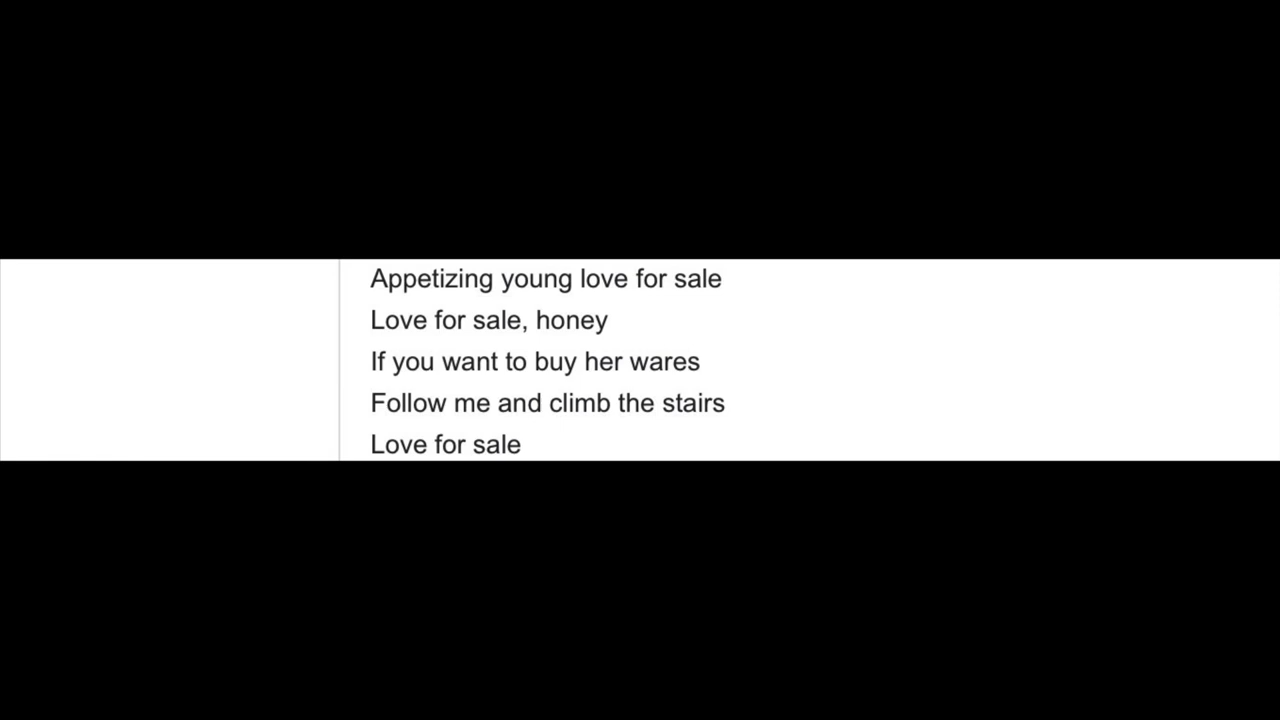 Appetizing young love for sale
Love for sale, honey
If you want to buy her wares
Follow me and climb the stairs
Love for sale